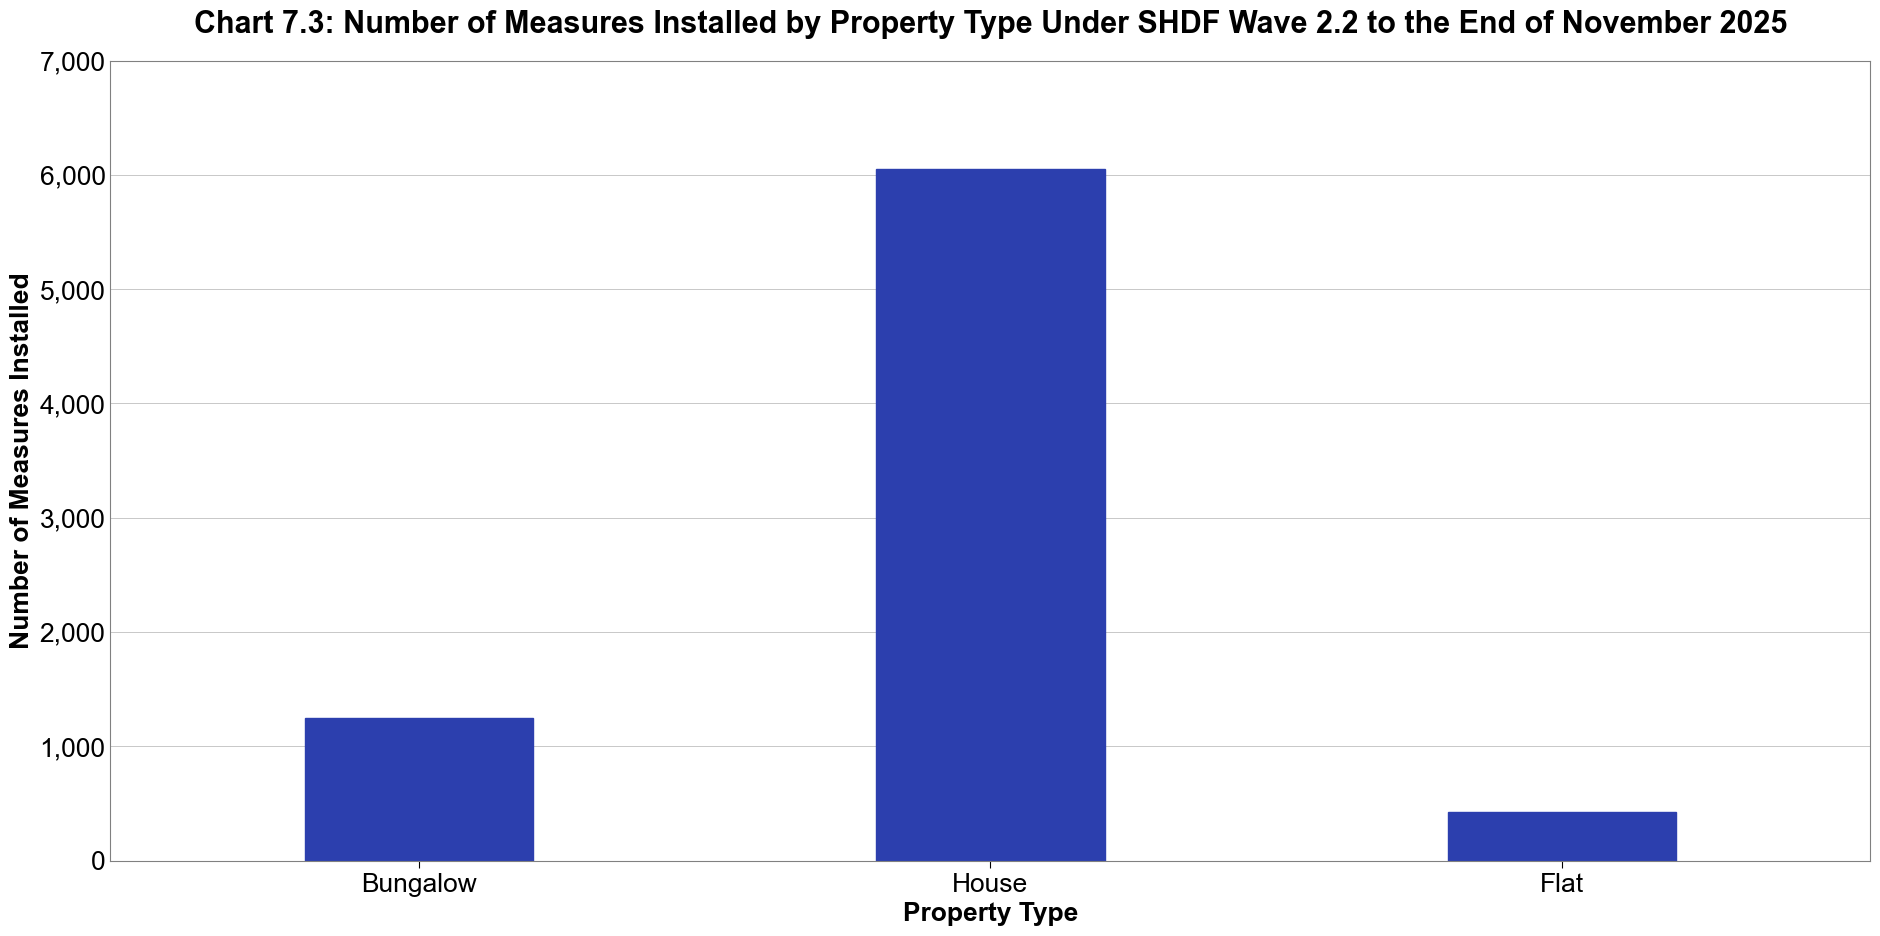 Chart 7.3: Number of Measures Installed by Property Type Under SHDF Wave 2.2 to the End of November 2025
Number of Measures Installed
7,000
6,000
5,000
4,000
3,000
2,000
1,000
0
Bungalow House Flat
Property Type